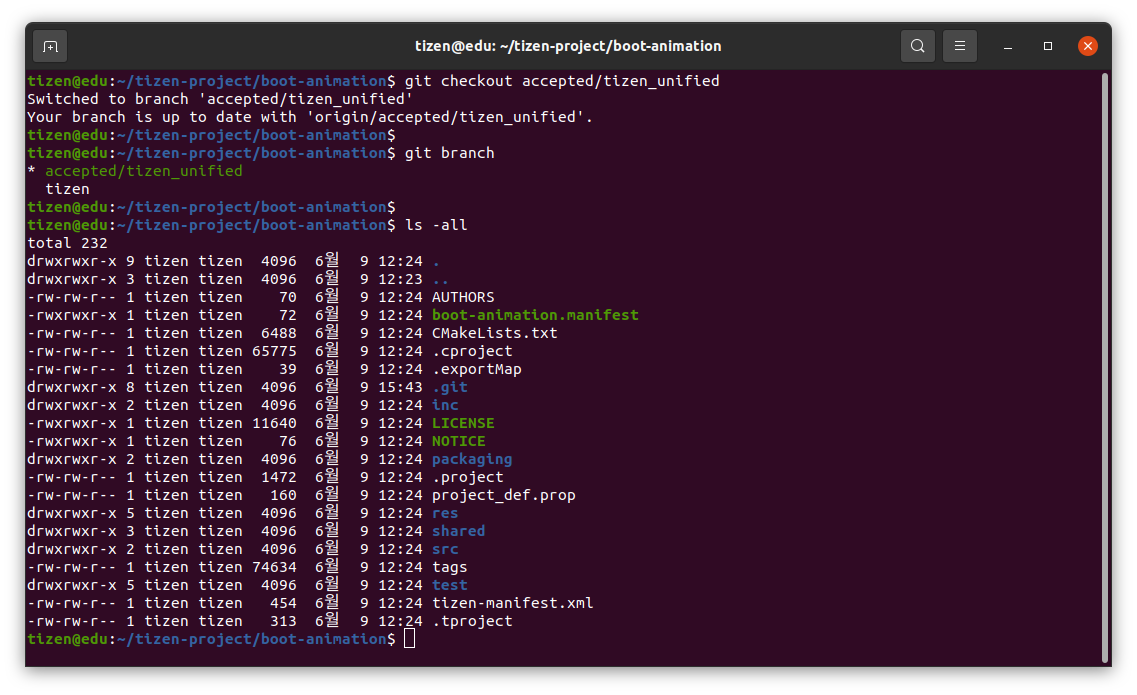 tizen@edu: ~/tizen-project/boot-animation
tizen@edu:~/tizen-project/boot-animation$ git checkout accepted/tizen_unified
Switched to branch 'accepted/tizen_unified'
Your branch is up to date with 'origin/accepted/tizen_unified'.
tizen@edu:~/tizen-project/boot-animation$
tizen@edu:~/tizen-project/boot-animation$ git branch
* accepted/tizen_unified
  tizen
tizen@edu:~/tizen-project/boot-animation$
tizen@edu:~/tizen-project/boot-animation$ ls -all
total 232
drwxrwxr-x 9 tizen tizen  4096  6월  9 12:24 .
drwxrwxr-x 3 tizen tizen  4096  6월  9 12:23 ..
-rw-rw-r-- 1 tizen tizen    70  6월  9 12:24 AUTHORS
-rwxrwxr-x 1 tizen tizen    72  6월  9 12:24 boot-animation.manifest
-rw-rw-r-- 1 tizen tizen  6488  6월  9 12:24 CMakeLists.txt
-rw-rw-r-- 1 tizen tizen 65775  6월  9 12:24 .cproject
-rw-rw-r-- 1 tizen tizen    39  6월  9 12:24 .exportMap
drwxrwxr-x 8 tizen tizen  4096  6월  9 15:43 .git
drwxrwxr-x 2 tizen tizen  4096  6월  9 12:24 inc
-rwxrwxr-x 1 tizen tizen 11640  6월  9 12:24 LICENSE
-rwxrwxr-x 1 tizen tizen    76  6월  9 12:24 NOTICE
drwxrwxr-x 2 tizen tizen  4096  6월  9 12:24 packaging
-rw-rw-r-- 1 tizen tizen  1472  6월  9 12:24 .project
-rw-rw-r-- 1 tizen tizen   160  6월  9 12:24 project_def.prop
drwxrwxr-x 5 tizen tizen  4096  6월  9 12:24 res
drwxrwxr-x 3 tizen tizen  4096  6월  9 12:24 shared
drwxrwxr-x 2 tizen tizen  4096  6월  9 12:24 src
-rw-rw-r-- 1 tizen tizen 74634  6월  9 12:24 tags
drwxrwxr-x 5 tizen tizen  4096  6월  9 12:24 test
-rw-rw-r-- 1 tizen tizen   454  6월  9 12:24 tizen-manifest.xml
-rw-rw-r-- 1 tizen tizen   313  6월  9 12:24 .tproject
tizen@edu:~/tizen-project/boot-animation$